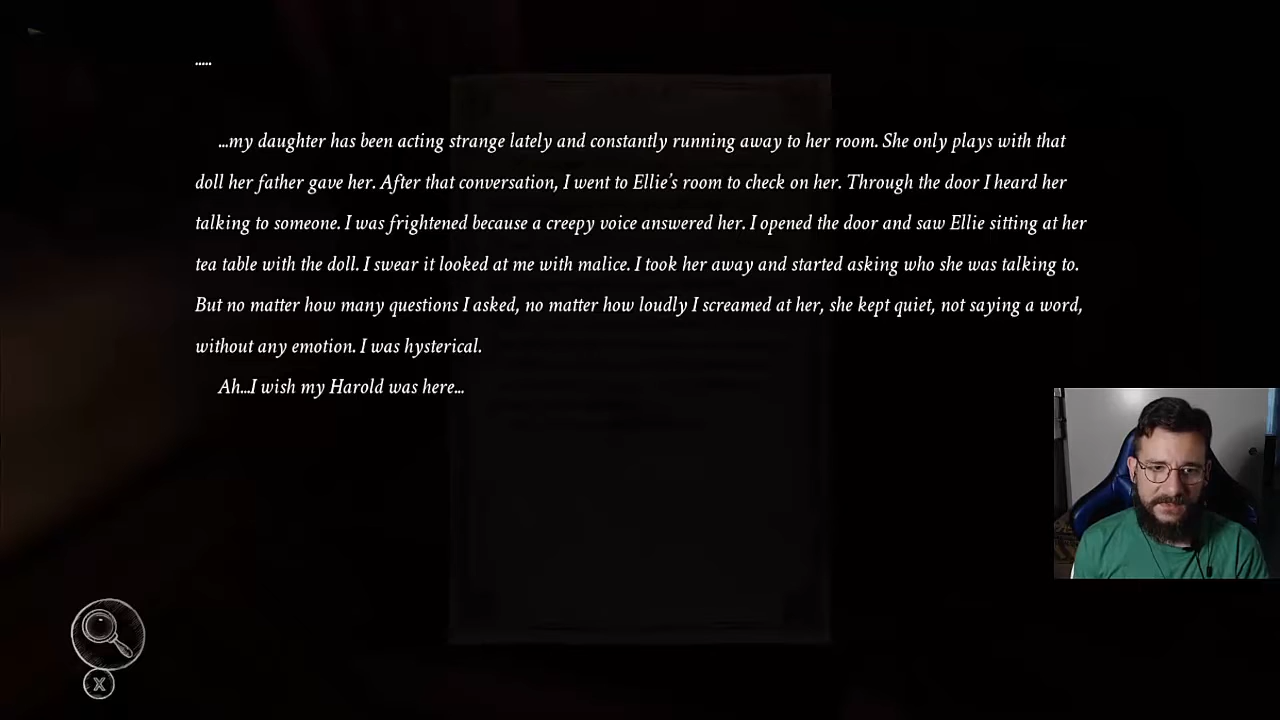 .....
...my daughter has been acting strange lately and constantly running away to her room. She only plays with that
doll her father gave her. After that conversation, I went to Ellie's room to check on her. Through the door I heard her
talking to someone. I was frightened because a creepy voice answered her. I opened the door and saw Ellie sitting at her
tea table with the doll. I swear it looked at me with malice. I took her away and started asking who she was talking to.
But no matter how many questions I asked, no matter how loudly I screamed at her, she kept quiet, not saying a word,
without any emotion. I was hysterical.
Ah...I wish my Harold was here...
X